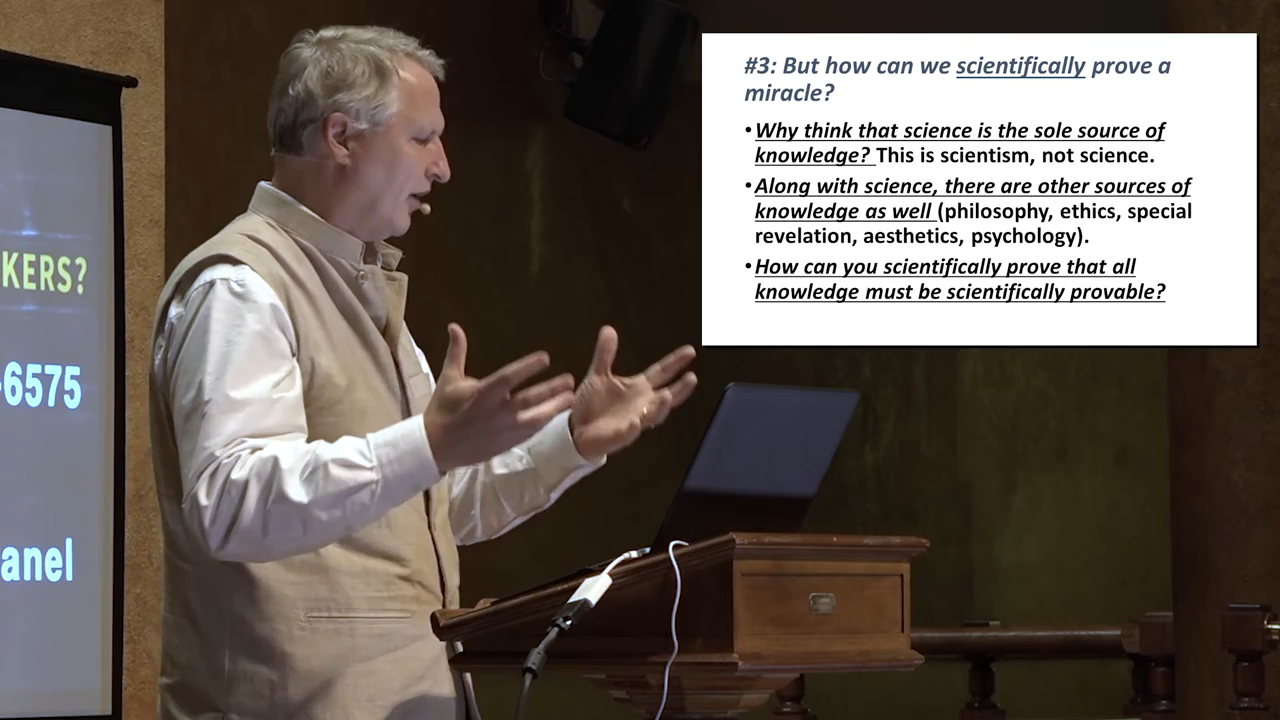 KERS?
-6575
anel
#3: But how can we scientifically prove a
miracle?
•Why think that science is the sole source of
knowledge? This is scientism, not science.
•Along with science, there are other sources of
knowledge as well (philosophy, ethics, special
revelation, aesthetics, psychology).
•How can you scientifically prove that all
knowledge must be scientifically provable?